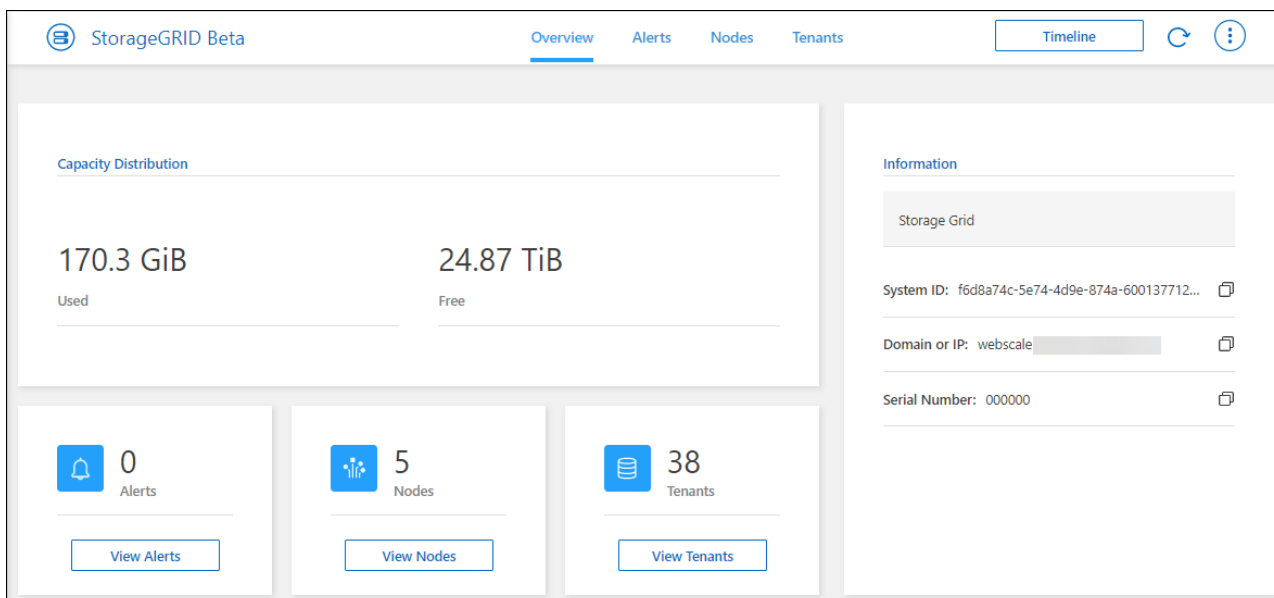 StorageGRID Beta
Overview Alerts Nodes Tenants
Timeline
Capacity Distribution
170.3 GiB
Used
24.87 TiB
Free
Information
Storage Grid
System ID: f6d8a74c-5e74-4d9e-874a-600137712...
Domain or IP: webscale
Serial Number: 000000
0
Alerts
View Alerts
5
Nodes
View Nodes
38
Tenants
View Tenants